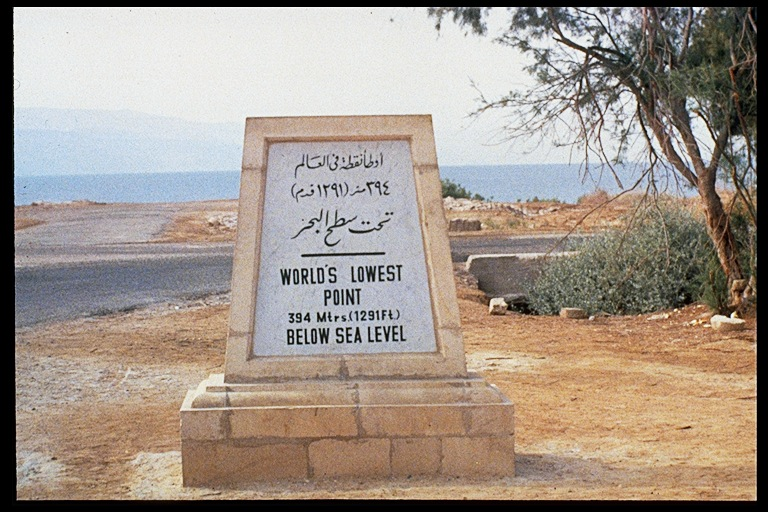 اوطأ نقطة في العالم
٣٩٤ متر (١٢٩١ قدم)
تحت سطح البحر
WORLD'S LOWEST
POINT
394 Mtrs.(1291Ft.)
BELOW SEA LEVEL